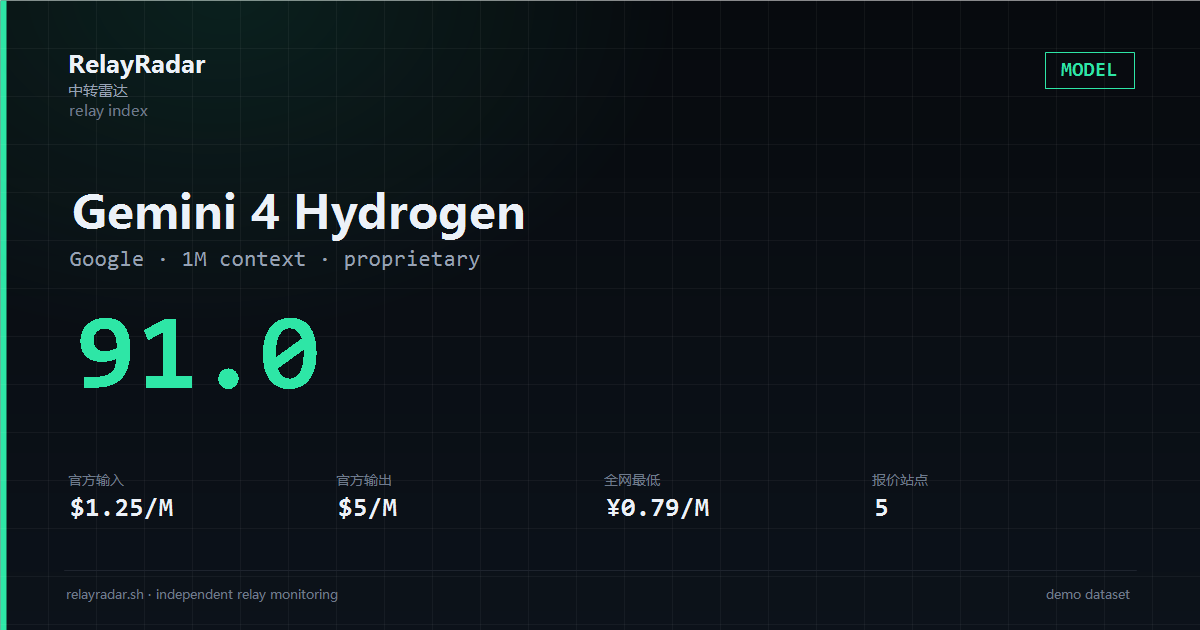 RelayRadar
中转雷达
relay index
MODEL
Gemini 4 Hydrogen
Google · 1M context · proprietary
91.0
官方输入
$1.25/M
官方输出
$5/M
全网最低
¥0.79/M
报价站点
5
relayradar.sh · independent relay monitoring
demo dataset